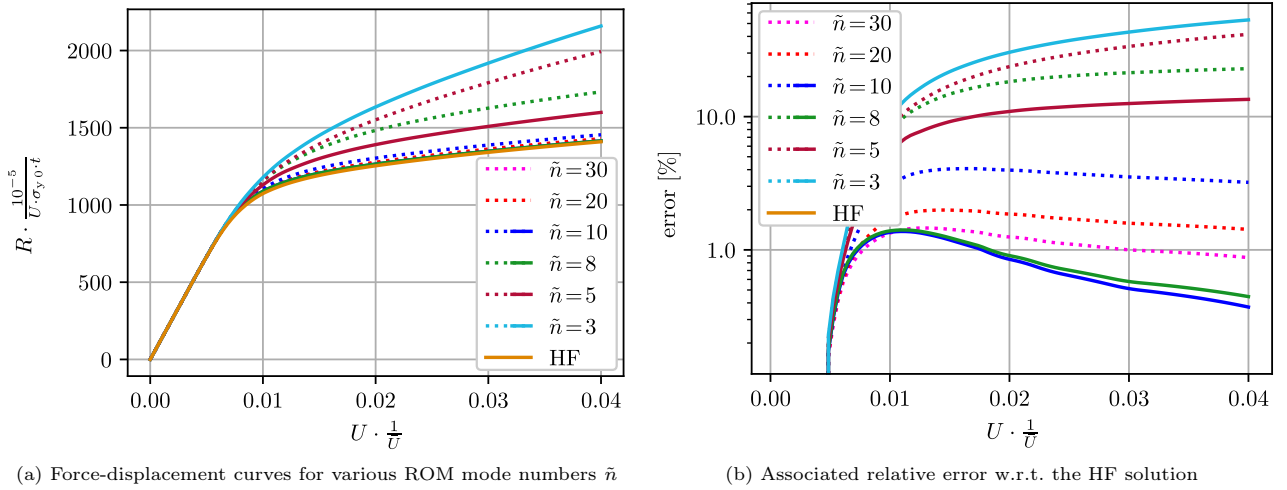 2000
1500
1000
500
0
R · 10^{-5} / U·σ_{y 0}·t
0.00 0.01 0.02 0.03 0.04
U · 1/Ũ
ñ=30
ñ=20
ñ=10
ñ=8
ñ=5
ñ=3
HF
(a) Force-displacement curves for various ROM mode numbers ñ
10.0
1.0
error [%]
0.00 0.01 0.02 0.03 0.04
U · 1/Ũ
ñ=30
ñ=20
ñ=10
ñ=8
ñ=5
ñ=3
HF
(b) Associated relative error w.r.t. the HF solution